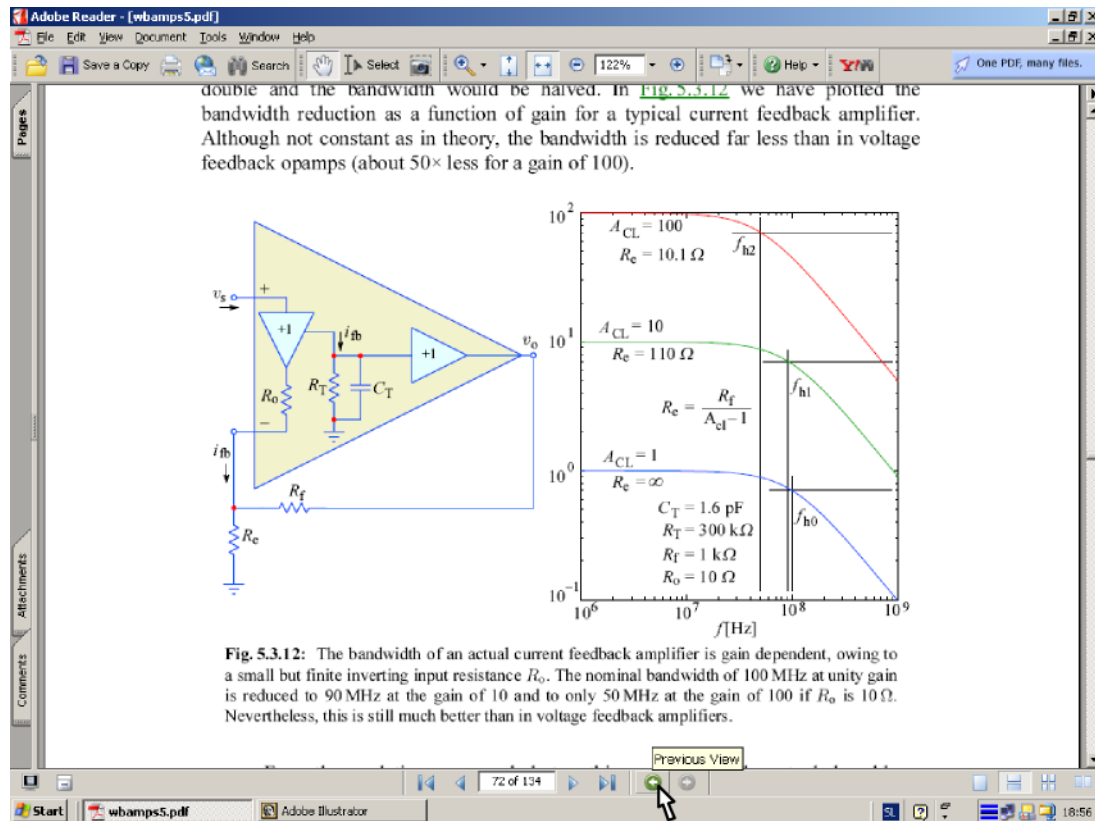 Adobe Reader - [wbamps5.pdf]
File Edit View Document Tools Window Help
Save a Copy Search Select 122% Help Y! One PDF, many files.
Pages
Attachments
Comments
double and the bandwidth would be halved. In Fig.5.3.12 we have plotted the
bandwidth reduction as a function of gain for a typical current feedback amplifier.
Although not constant as in theory, the bandwidth is reduced far less than in voltage
feedback opamps (about 50× less for a gain of 100).
v_s
+
+1
i_fb
R_o
R_T
C_T
+1
v_o
−
i_fb
R_f
R_e
10^2
10^1
10^0
10^-1
A_CL = 100
R_e = 10.1 Ω
f_h2
A_CL = 10
R_e = 110 Ω
f_h1
R_e = R_f / (A_cl − 1)
A_CL = 1
R_e = ∞
f_h0
C_T = 1.6 pF
R_T = 300 kΩ
R_f = 1 kΩ
R_o = 10 Ω
10^6 10^7 10^8 10^9
f[Hz]
Fig. 5.3.12: The bandwidth of an actual current feedback amplifier is gain dependent, owing to
a small but finite inverting input resistance R_o. The nominal bandwidth of 100 MHz at unity gain
is reduced to 90 MHz at the gain of 10 and to only 50 MHz at the gain of 100 if R_o is 10 Ω.
Nevertheless, this is still much better than in voltage feedback amplifiers.
Previous View
72 of 134
Start wbamps5.pdf Adobe Illustrator SL 18:56